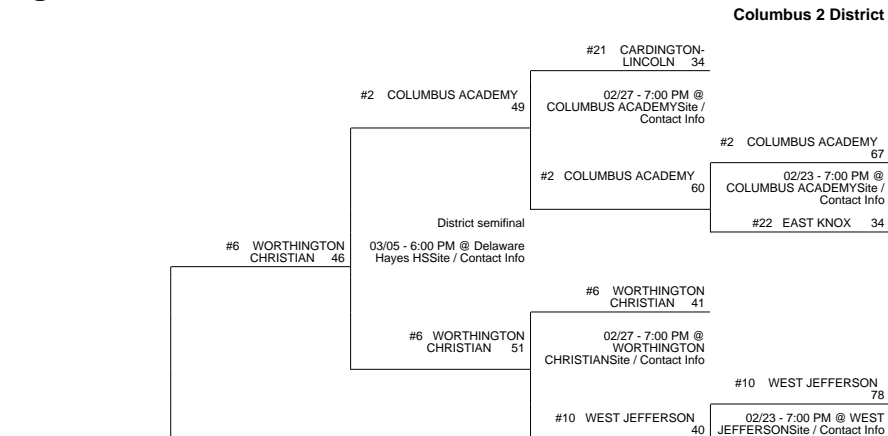 Columbus 2 District
#21 CARDINGTON-
LINCOLN 34
#2 COLUMBUS ACADEMY
49
02/27 - 7:00 PM @
COLUMBUS ACADEMYSite /
Contact Info
#2 COLUMBUS ACADEMY
67
#2 COLUMBUS ACADEMY
60
02/23 - 7:00 PM @
COLUMBUS ACADEMYSite /
Contact Info
#22 EAST KNOX 34
District semifinal
#6 WORTHINGTON
CHRISTIAN 46
03/05 - 6:00 PM @ Delaware
Hayes HSSite / Contact Info
#6 WORTHINGTON
CHRISTIAN 41
#6 WORTHINGTON
CHRISTIAN 51
02/27 - 7:00 PM @
WORTHINGTON
CHRISTIANSite / Contact Info
#10 WEST JEFFERSON
78
#10 WEST JEFFERSON
40
02/23 - 7:00 PM @ WEST
JEFFERSONSite / Contact Info